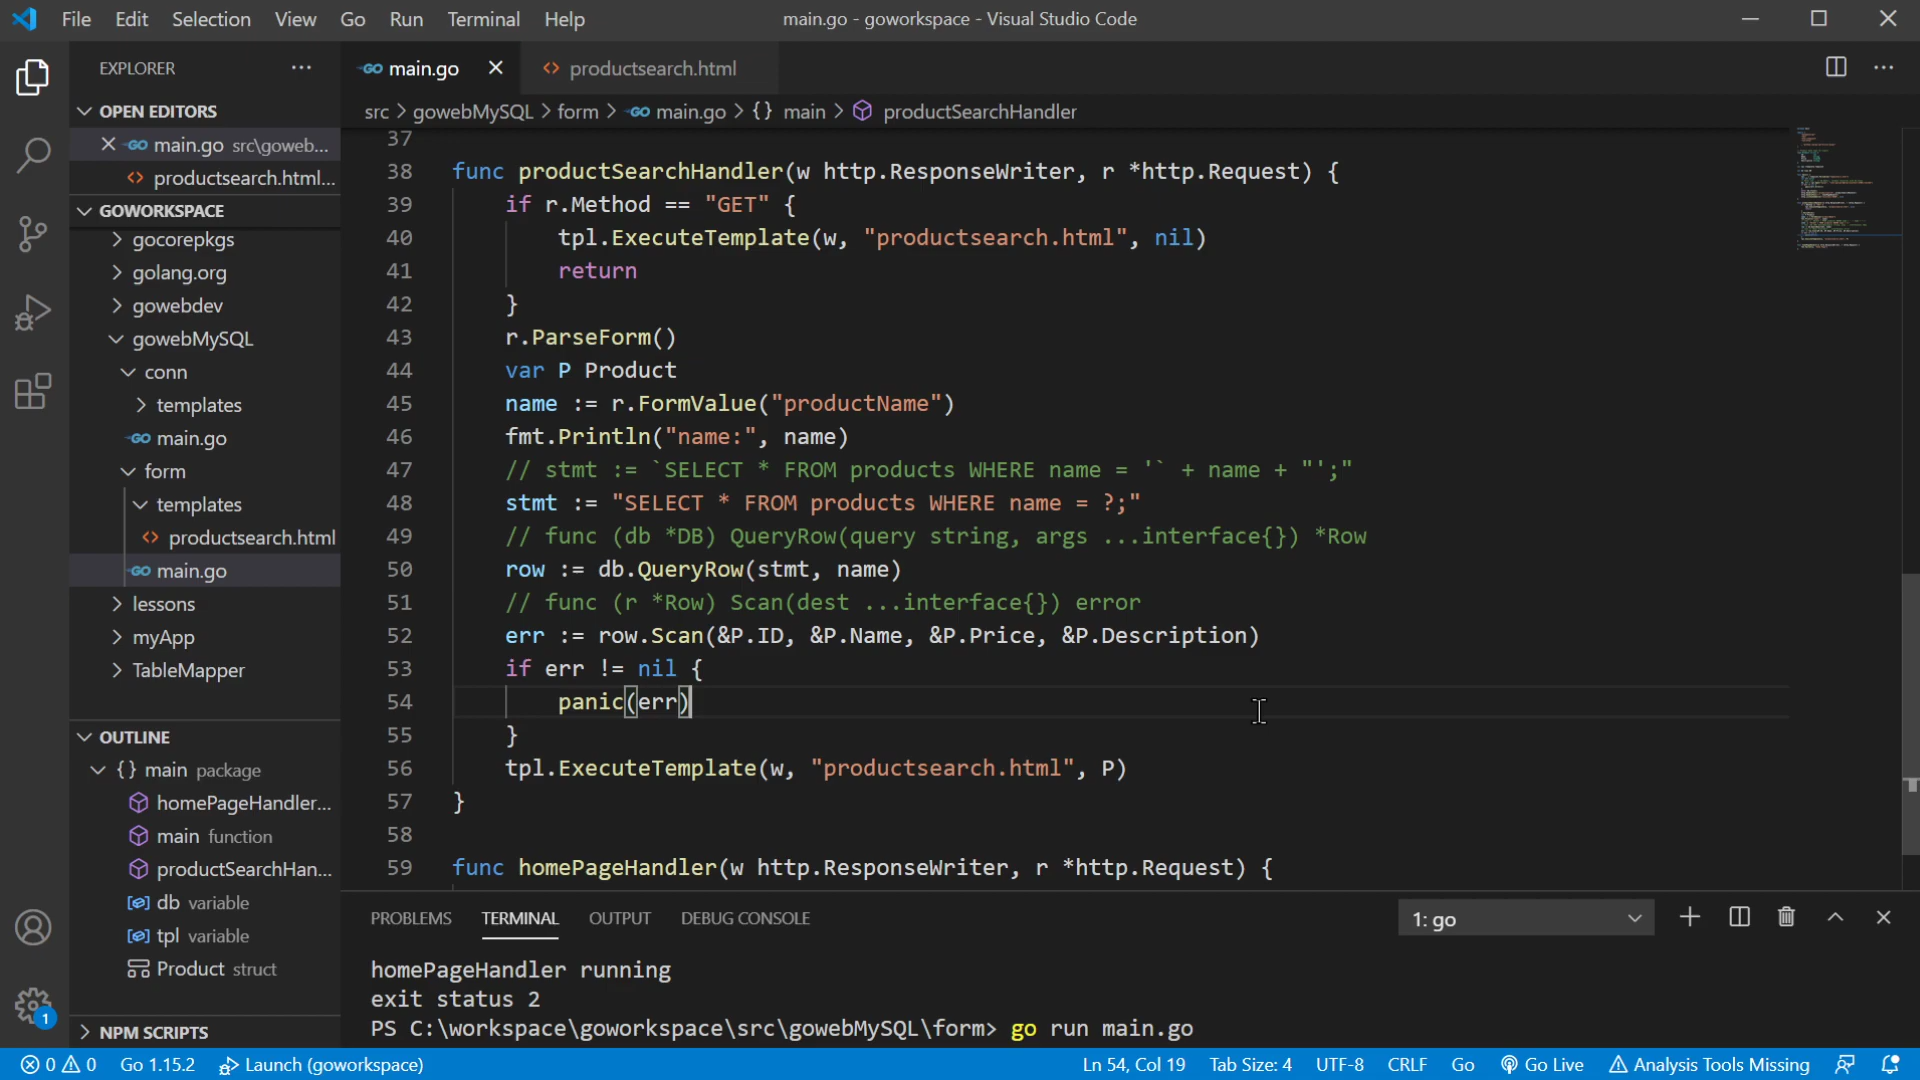 File Edit Selection View Go Run Terminal Help main.go - goworkspace - Visual Studio Code
EXPLORER ...
main.go productsearch.html
OPEN EDITORS
src > gowebMySQL > form > main.go > {} main > productSearchHandler
main.go src\goweb...
productsearch.html...
GOWORKSPACE
gocorepkgs
golang.org
gowebdev
gowebMySQL
conn
templates
main.go
form
templates
productsearch.html
main.go
lessons
myApp
TableMapper
OUTLINE
{} main package
homePageHandler...
main function
productSearchHan...
db variable
tpl variable
Product struct
NPM SCRIPTS
37
38 func productSearchHandler(w http.ResponseWriter, r *http.Request) {
39 if r.Method == "GET" {
40 tpl.ExecuteTemplate(w, "productsearch.html", nil)
41 return
42 }
43 r.ParseForm()
44 var P Product
45 name := r.FormValue("productName")
46 fmt.Println("name:", name)
47 // stmt := `SELECT * FROM products WHERE name = '` + name + "';"
48 stmt := "SELECT * FROM products WHERE name = ?;"
49 // func (db *DB) QueryRow(query string, args ...interface{}) *Row
50 row := db.QueryRow(stmt, name)
51 // func (r *Row) Scan(dest ...interface{}) error
52 err := row.Scan(&P.ID, &P.Name, &P.Price, &P.Description)
53 if err != nil {
54 panic(err)
55 }
56 tpl.ExecuteTemplate(w, "productsearch.html", P)
57 }
58
59 func homePageHandler(w http.ResponseWriter, r *http.Request) {
PROBLEMS TERMINAL OUTPUT DEBUG CONSOLE 1: go
homePageHandler running
exit status 2
PS C:\workspace\goworkspace\src\gowebMySQL\form> go run main.go
1
0 0 Go 1.15.2 Launch (goworkspace) Ln 54, Col 19 Tab Size: 4 UTF-8 CRLF Go Go Live Analysis Tools Missing